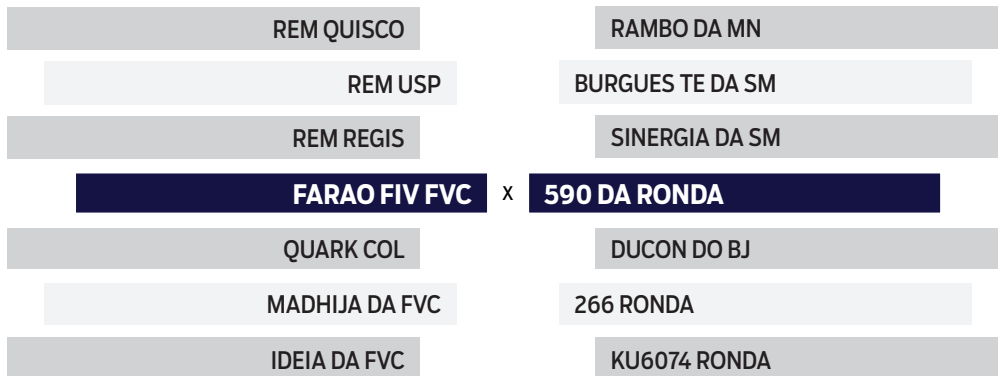 REM QUISCO RAMBO DA MN
REM USP BURGUES TE DA SM
REM REGIS SINERGIA DA SM
FARAO FIV FVC X 590 DA RONDA
QUARK COL DUCON DO BJ
MADHIJA DA FVC 266 RONDA
IDEIA DA FVC KU6074 RONDA